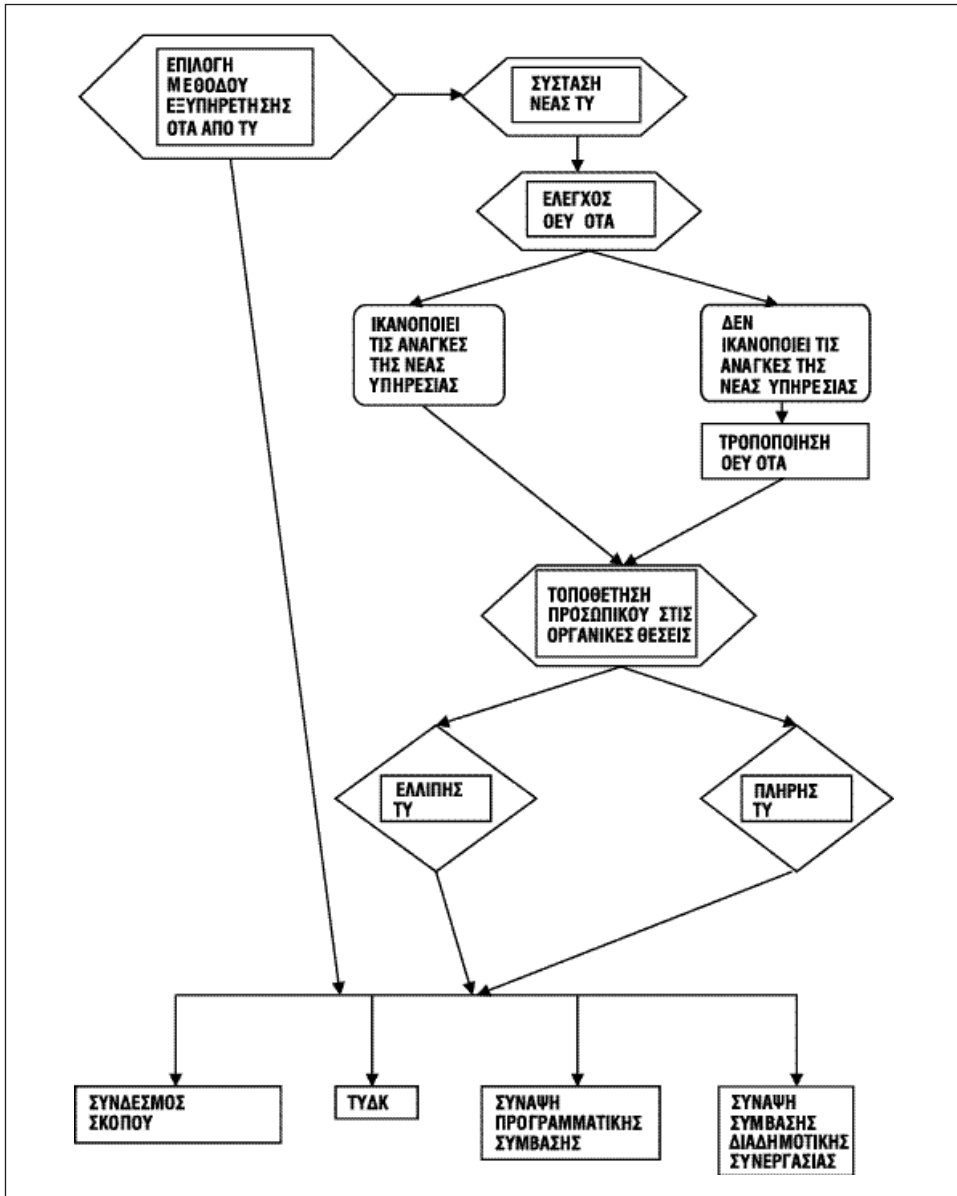 ΕΠΙΛΟΓΗ
ΜΕΘΟΔΟΥ
ΕΞΥΠΗΡΕΤΗΣΗΣ
ΟΤΑ ΑΠΟ ΤΥ
ΣΥΣΤΑΣΗ
ΝΕΑΣ ΤΥ
ΕΛΕΓΧΟΣ
ΟΕΥ ΟΤΑ
ΙΚΑΝΟΠΟΙΕΙ
ΤΙΣ ΑΝΑΓΚΕΣ
ΤΗΣ ΝΕΑΣ
ΥΠΗΡΕΣΙΑΣ
ΔΕΝ
ΙΚΑΝΟΠΟΙΕΙ ΤΙΣ
ΑΝΑΓΚΕΣ ΤΗΣ
ΝΕΑΣ ΥΠΗΡΕΣΙΑΣ
ΤΡΟΠΟΠΟΙΗΣΗ
ΟΕΥ ΟΤΑ
ΤΟΠΟΘΕΤΗΣΗ
ΠΡΟΣΩΠΙΚΟΥ ΣΤΙΣ
ΟΡΓΑΝΙΚΕΣ ΘΕΣΕΙΣ
ΕΛΛΙΠΗΣ
ΤΥ
ΠΛΗΡΗΣ
ΤΥ
ΣΥΝΔΕΣΜΟΣ
ΣΚΟΠΟΥ
ΤΥΔΚ
ΣΥΝΑΨΗ
ΠΡΟΓΡΑΜΜΑΤΙΚΗΣ
ΣΥΜΒΑΣΗΣ
ΣΥΝΑΨΗ
ΣΥΜΒΑΣΗΣ
ΔΙΑΔΗΜΟΤΙΚΗΣ
ΣΥΝΕΡΓΑΣΙΑΣ